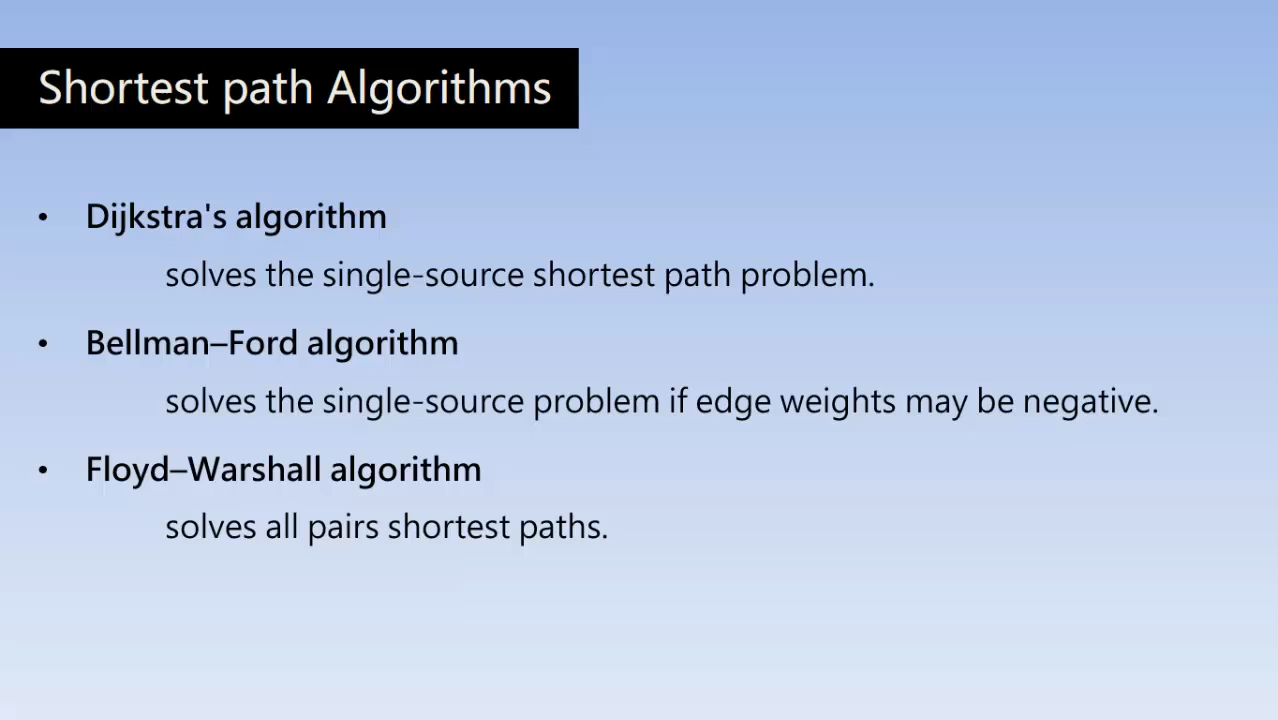 Shortest path Algorithms
• Dijkstra's algorithm
solves the single-source shortest path problem.
• Bellman–Ford algorithm
solves the single-source problem if edge weights may be negative.
• Floyd–Warshall algorithm
solves all pairs shortest paths.